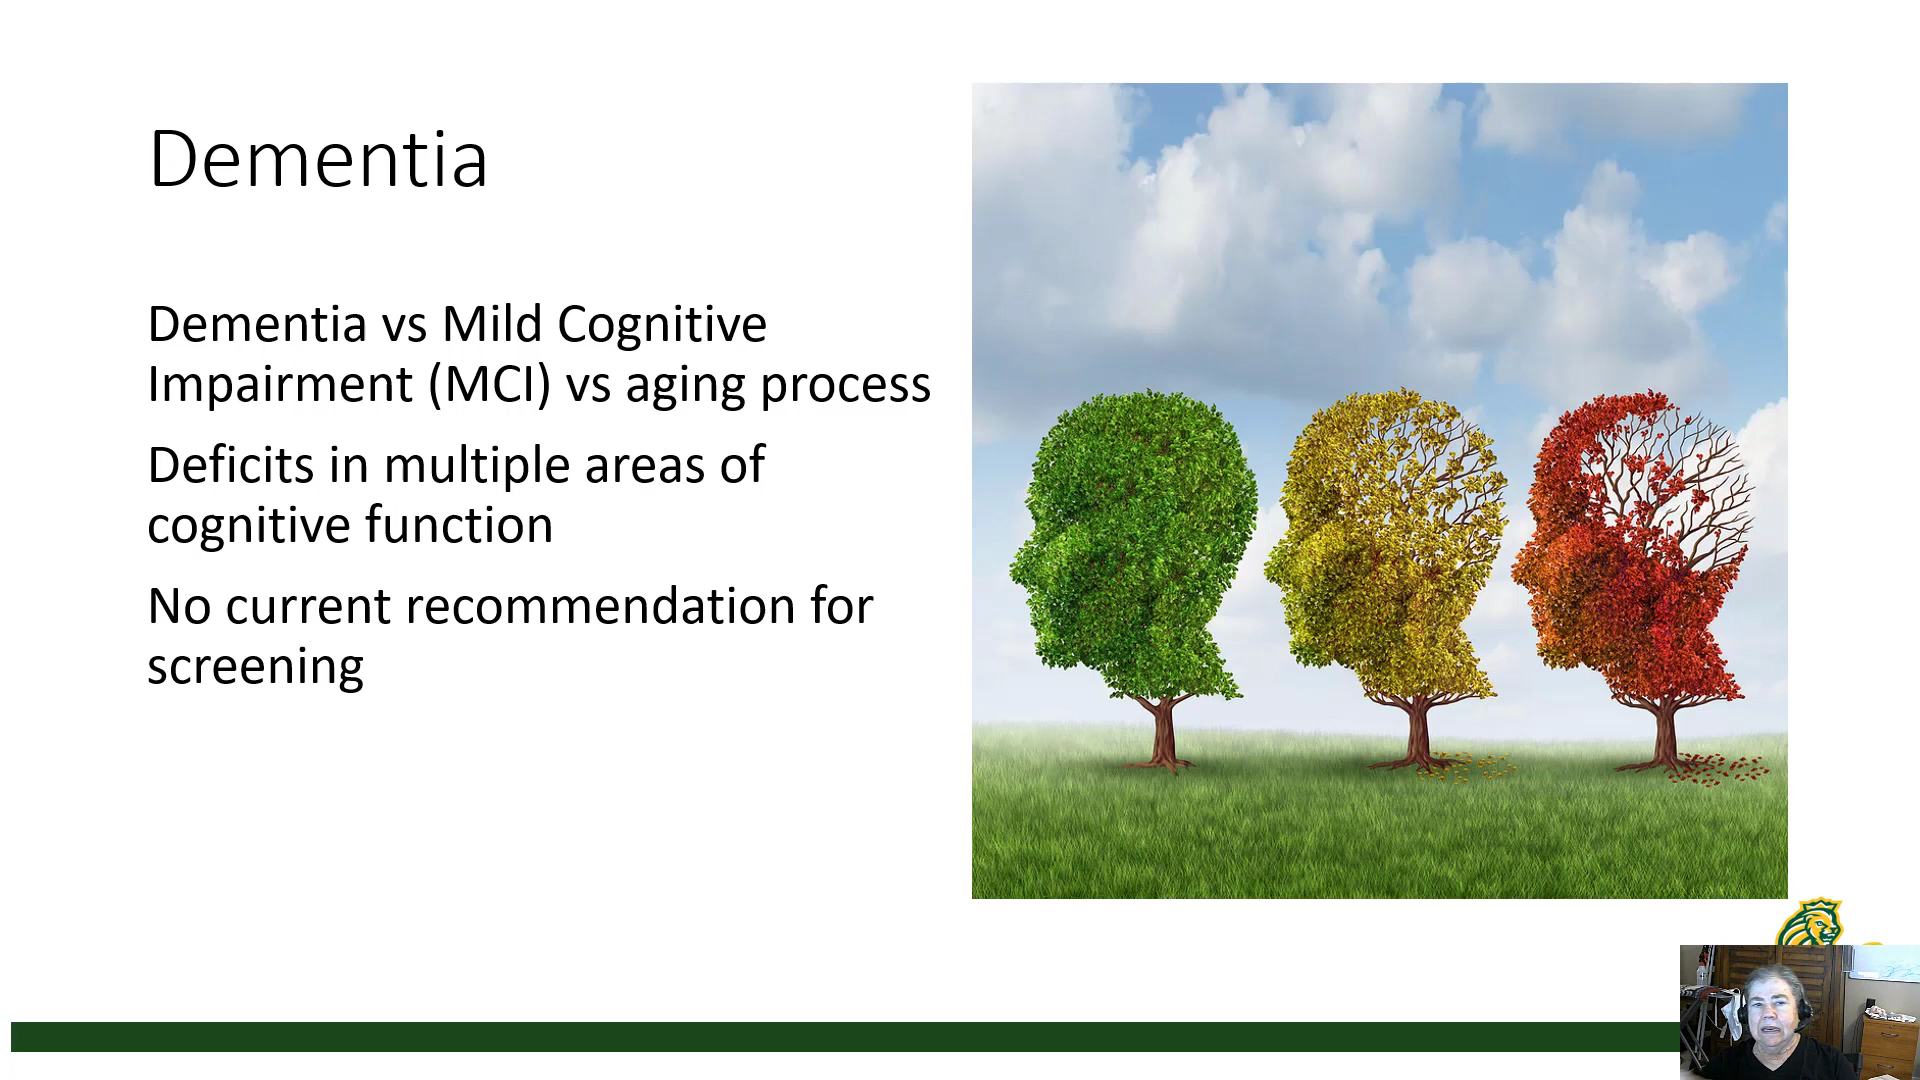 Dementia
Dementia vs Mild Cognitive
Impairment (MCI) vs aging process
Deficits in multiple areas of
cognitive function
No current recommendation for
screening